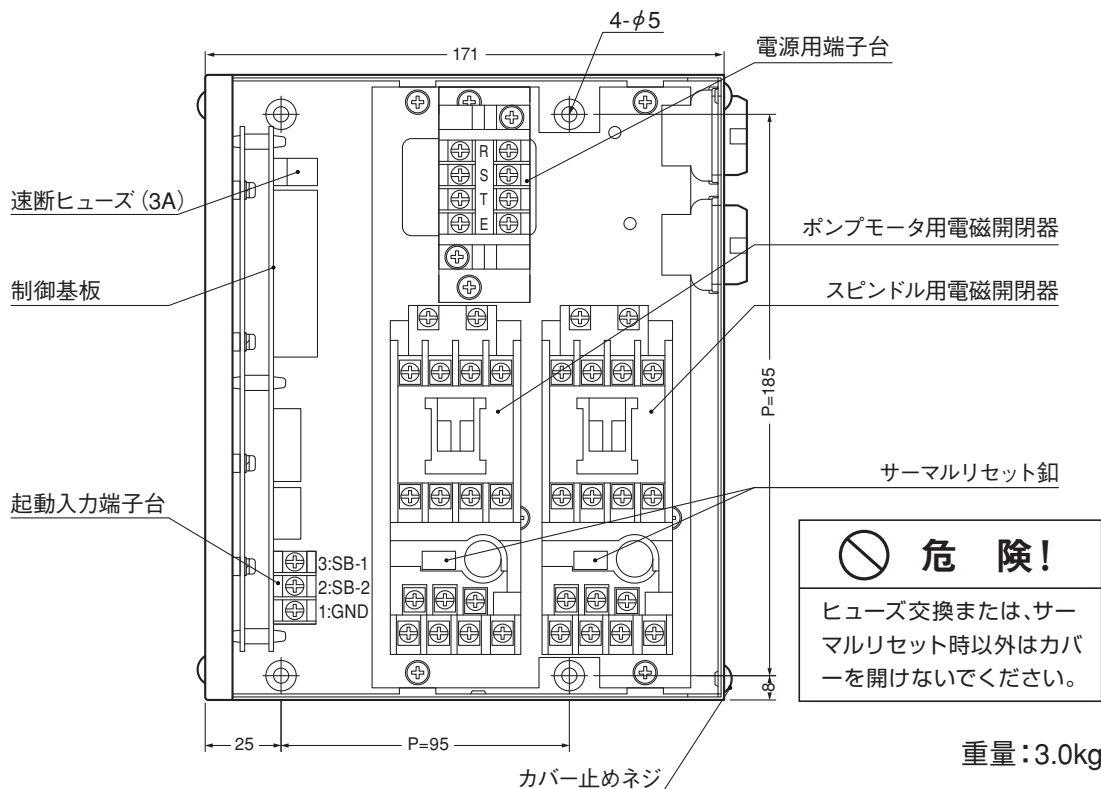 4-φ5
171
電源用端子台
R
S
T
E
速断ヒューズ（3A）
ポンプモータ用電磁開閉器
制御基板
スピンドル用電磁開閉器
P=185
サーマルリセット釦
起動入力端子台
3:SB-1
2:SB-2
1:GND
危　険！
ヒューズ交換または、サー
マルリセット時以外はカバ
ーを開けないでください。
8
25
P=95
重量：3.0kg
カバー止めネジ